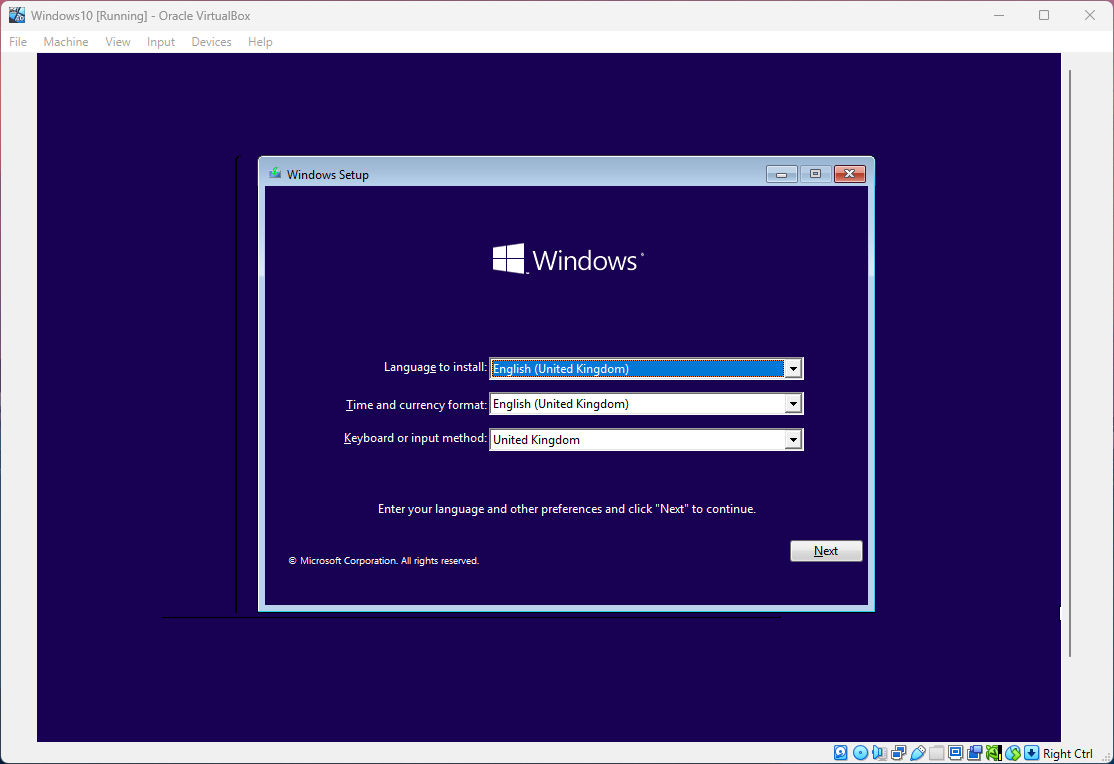 Windows10 [Running] - Oracle VirtualBox
File Machine View Input Devices Help
Windows Setup
Windows
Language to install: English (United Kingdom)
Time and currency format: English (United Kingdom)
Keyboard or input method: United Kingdom
Enter your language and other preferences and click "Next" to continue.
Next
© Microsoft Corporation. All rights reserved.
Right Ctrl